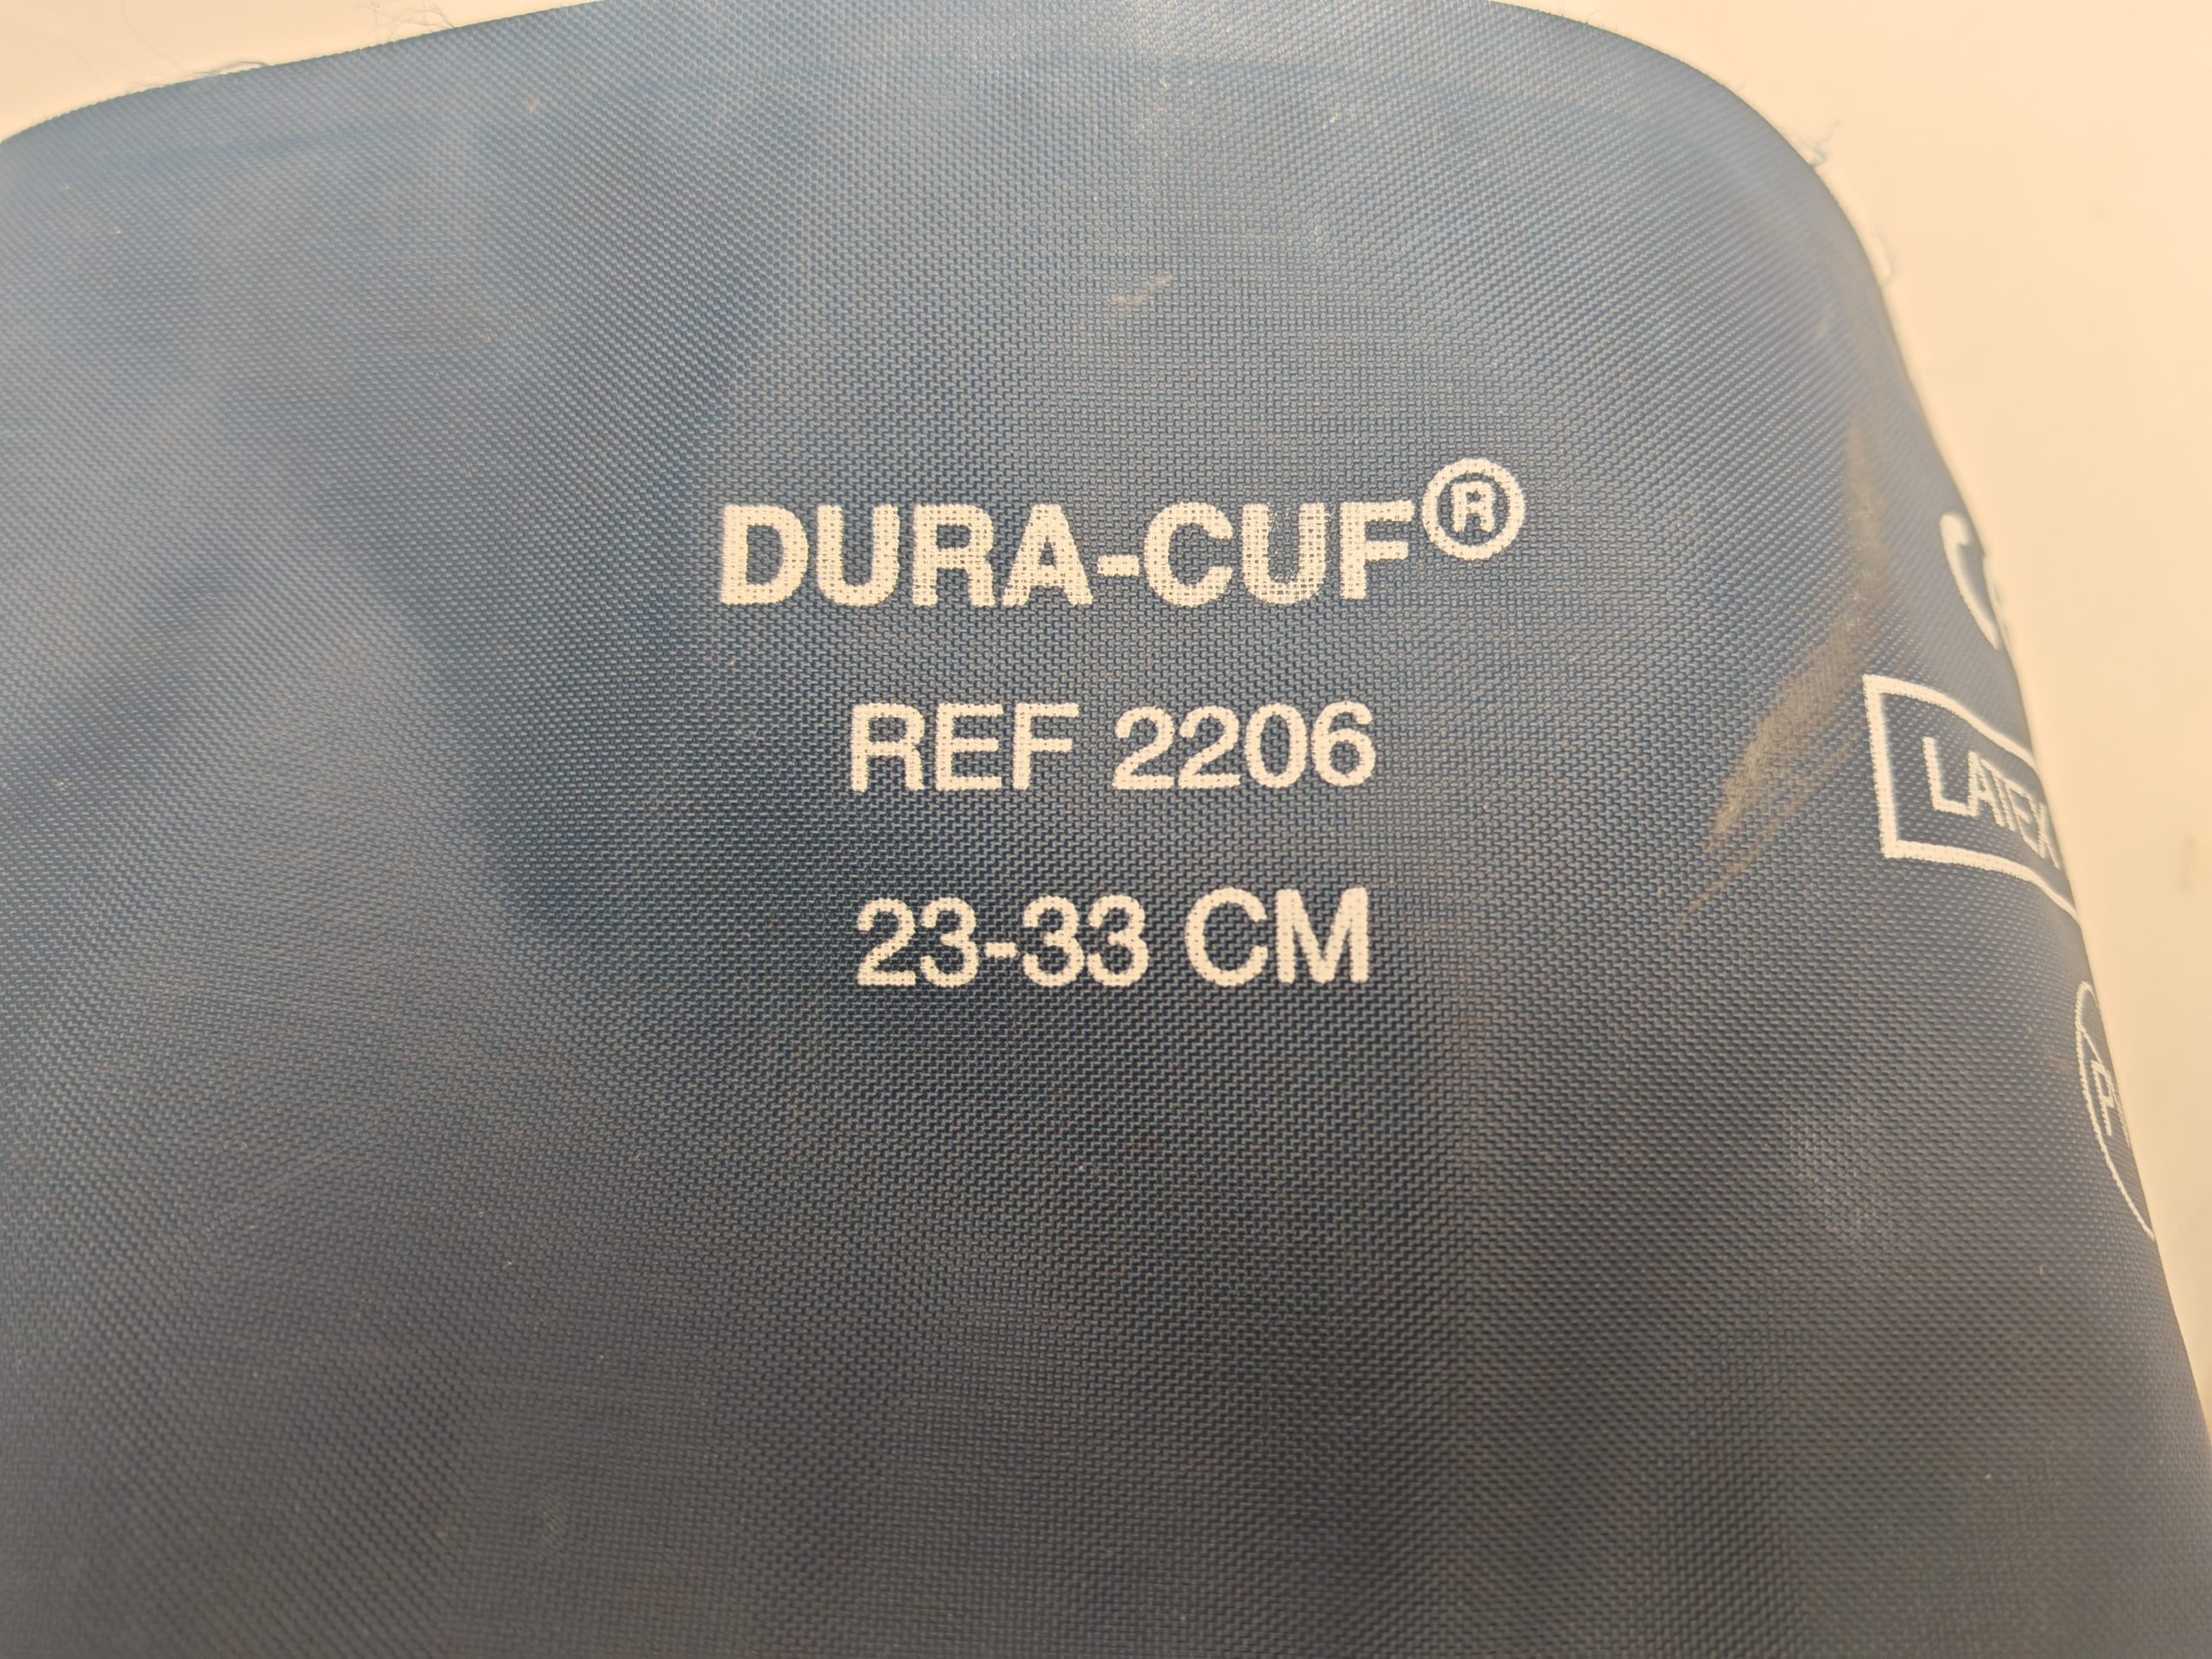 DURA-CUF®
REF 2206
23-33 CM
LATEX